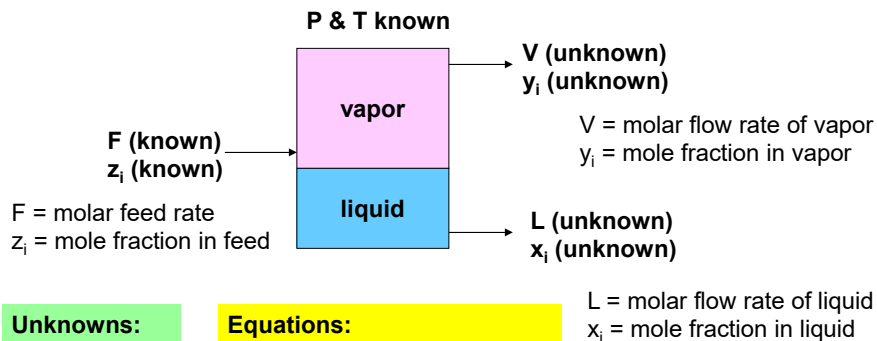 P & T known
V (unknown)
yi (unknown)
vapor
V = molar flow rate of vapor
yi = mole fraction in vapor
F (known)
zi (known)
F = molar feed rate
zi = mole fraction in feed
liquid
L (unknown)
xi (unknown)
L = molar flow rate of liquid
xi = mole fraction in liquid
Unknowns:
Equations: